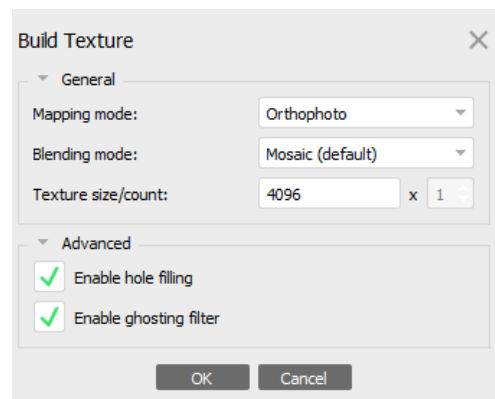 Build Texture
General
Mapping mode: Orthophoto
Blending mode: Mosaic (default)
Texture size/count: 4096 x 1
Advanced
Enable hole filling
Enable ghosting filter
OK Cancel